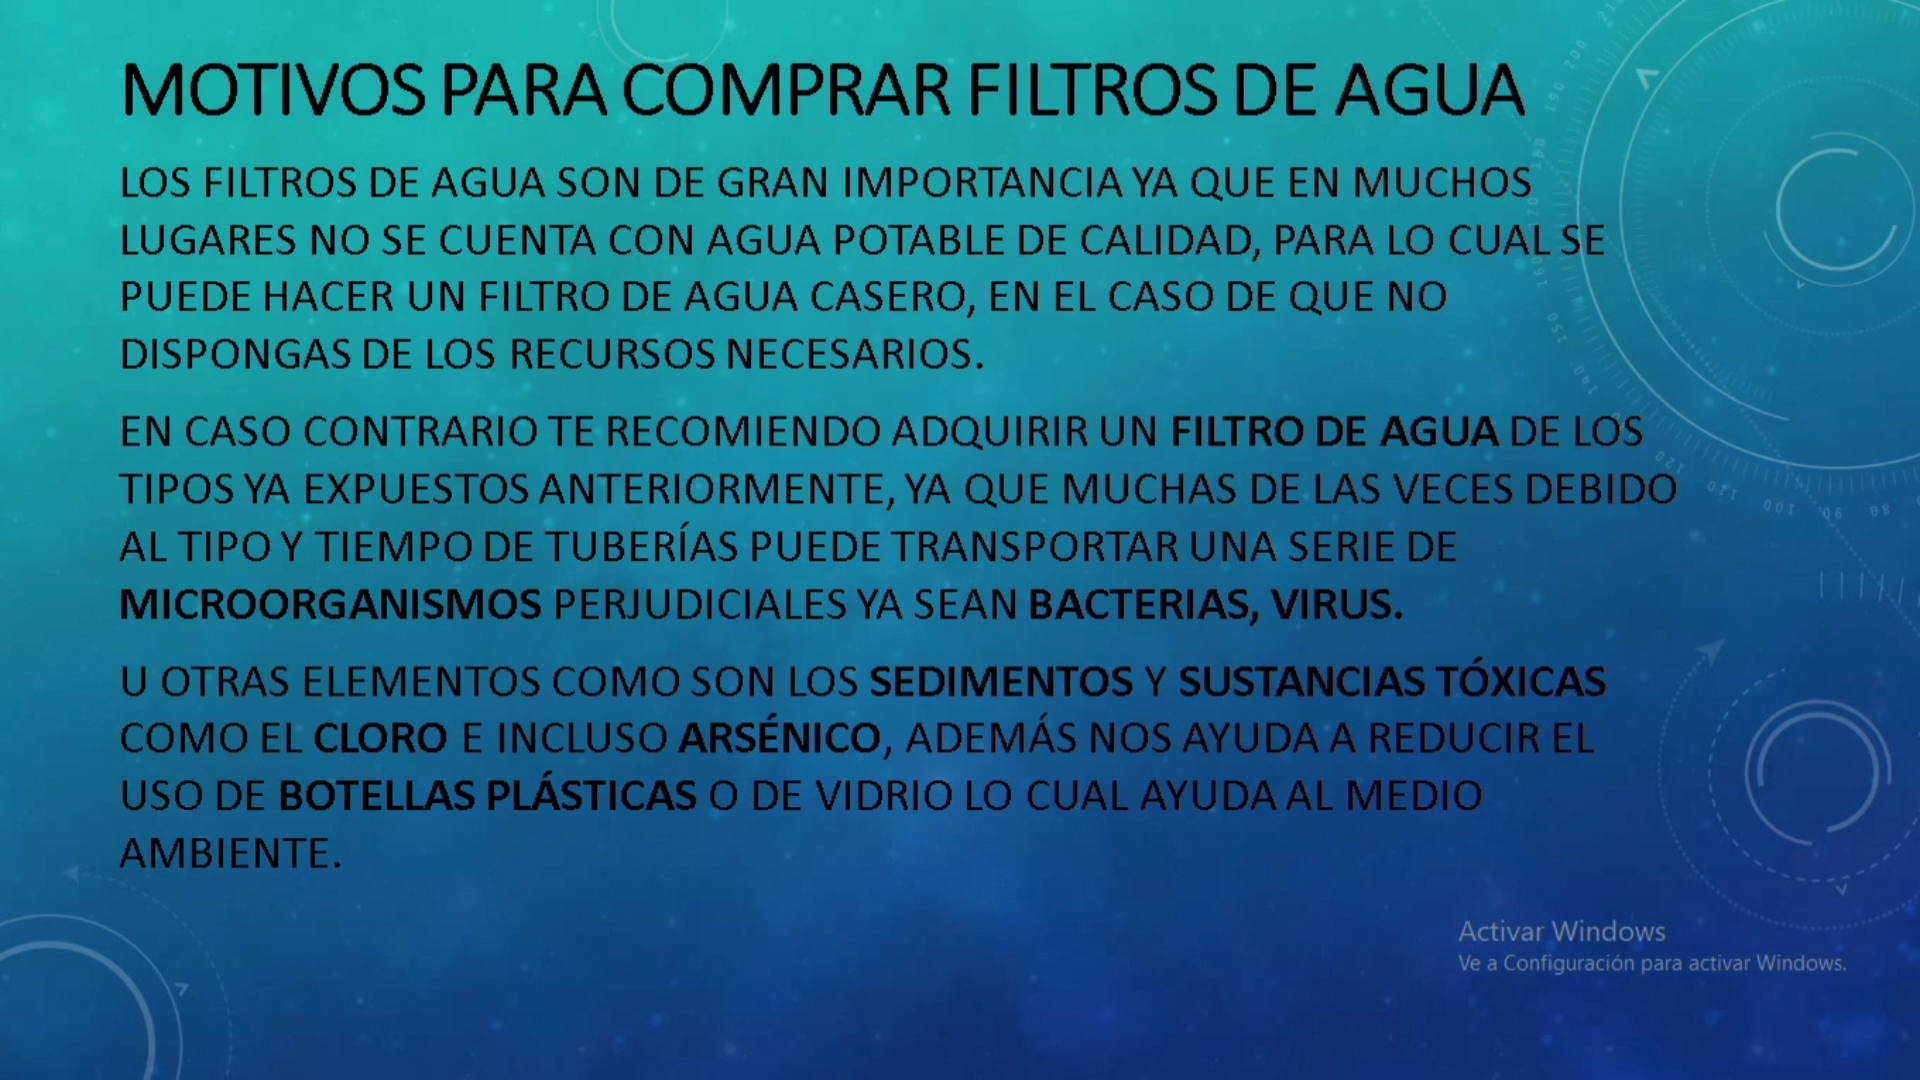 MOTIVOS PARA COMPRAR FILTROS DE AGUA
LOS FILTROS DE AGUA SON DE GRAN IMPORTANCIA YA QUE EN MUCHOS
LUGARES NO SE CUENTA CON AGUA POTABLE DE CALIDAD, PARA LO CUAL SE
PUEDE HACER UN FILTRO DE AGUA CASERO, EN EL CASO DE QUE NO
DISPONGAS DE LOS RECURSOS NECESARIOS.
EN CASO CONTRARIO TE RECOMIENDO ADQUIRIR UN FILTRO DE AGUA DE LOS
TIPOS YA EXPUESTOS ANTERIORMENTE, YA QUE MUCHAS DE LAS VECES DEBIDO
AL TIPO Y TIEMPO DE TUBERÍAS PUEDE TRANSPORTAR UNA SERIE DE
MICROORGANISMOS PERJUDICIALES YA SEAN BACTERIAS, VIRUS.
U OTRAS ELEMENTOS COMO SON LOS SEDIMENTOS Y SUSTANCIAS TÓXICAS
COMO EL CLORO E INCLUSO ARSÉNICO, ADEMÁS NOS AYUDA A REDUCIR EL
USO DE BOTELLAS PLÁSTICAS O DE VIDRIO LO CUAL AYUDA AL MEDIO
AMBIENTE.
Activar Windows
Ve a Configuración para activar Windows.